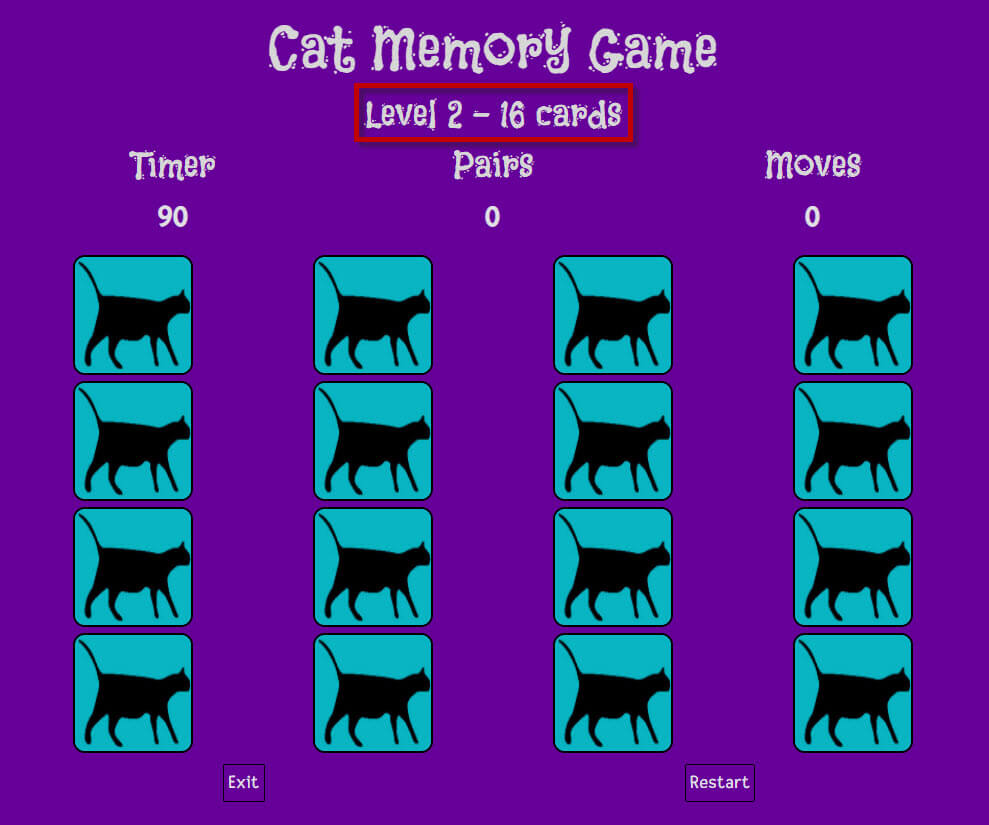 Cat Memory Game
Level 2 - 16 cards
Timer Pairs Moves
90 0 0
Exit Restart